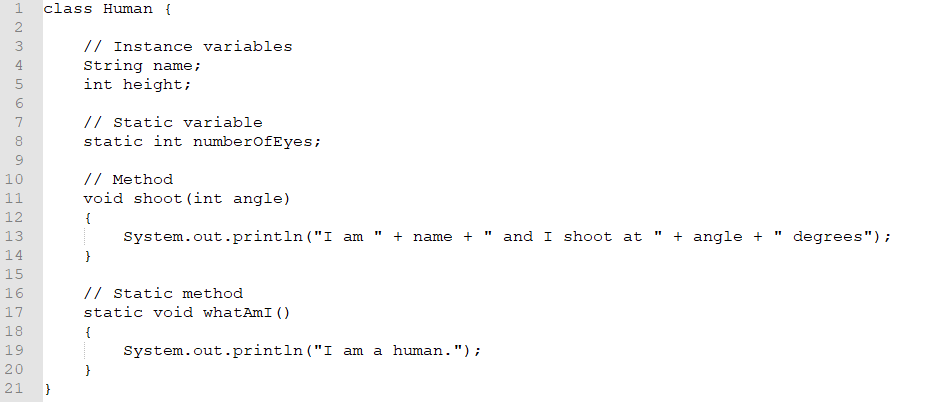 1 class Human {
2
3     // Instance variables
4     String name;
5     int height;
6
7     // Static variable
8     static int numberOfEyes;
9
10     // Method
11     void shoot(int angle)
12     {
13         System.out.println("I am " + name + " and I shoot at " + angle + " degrees");
14     }
15
16     // Static method
17     static void whatAmI()
18     {
19         System.out.println("I am a human.");
20     }
21 }